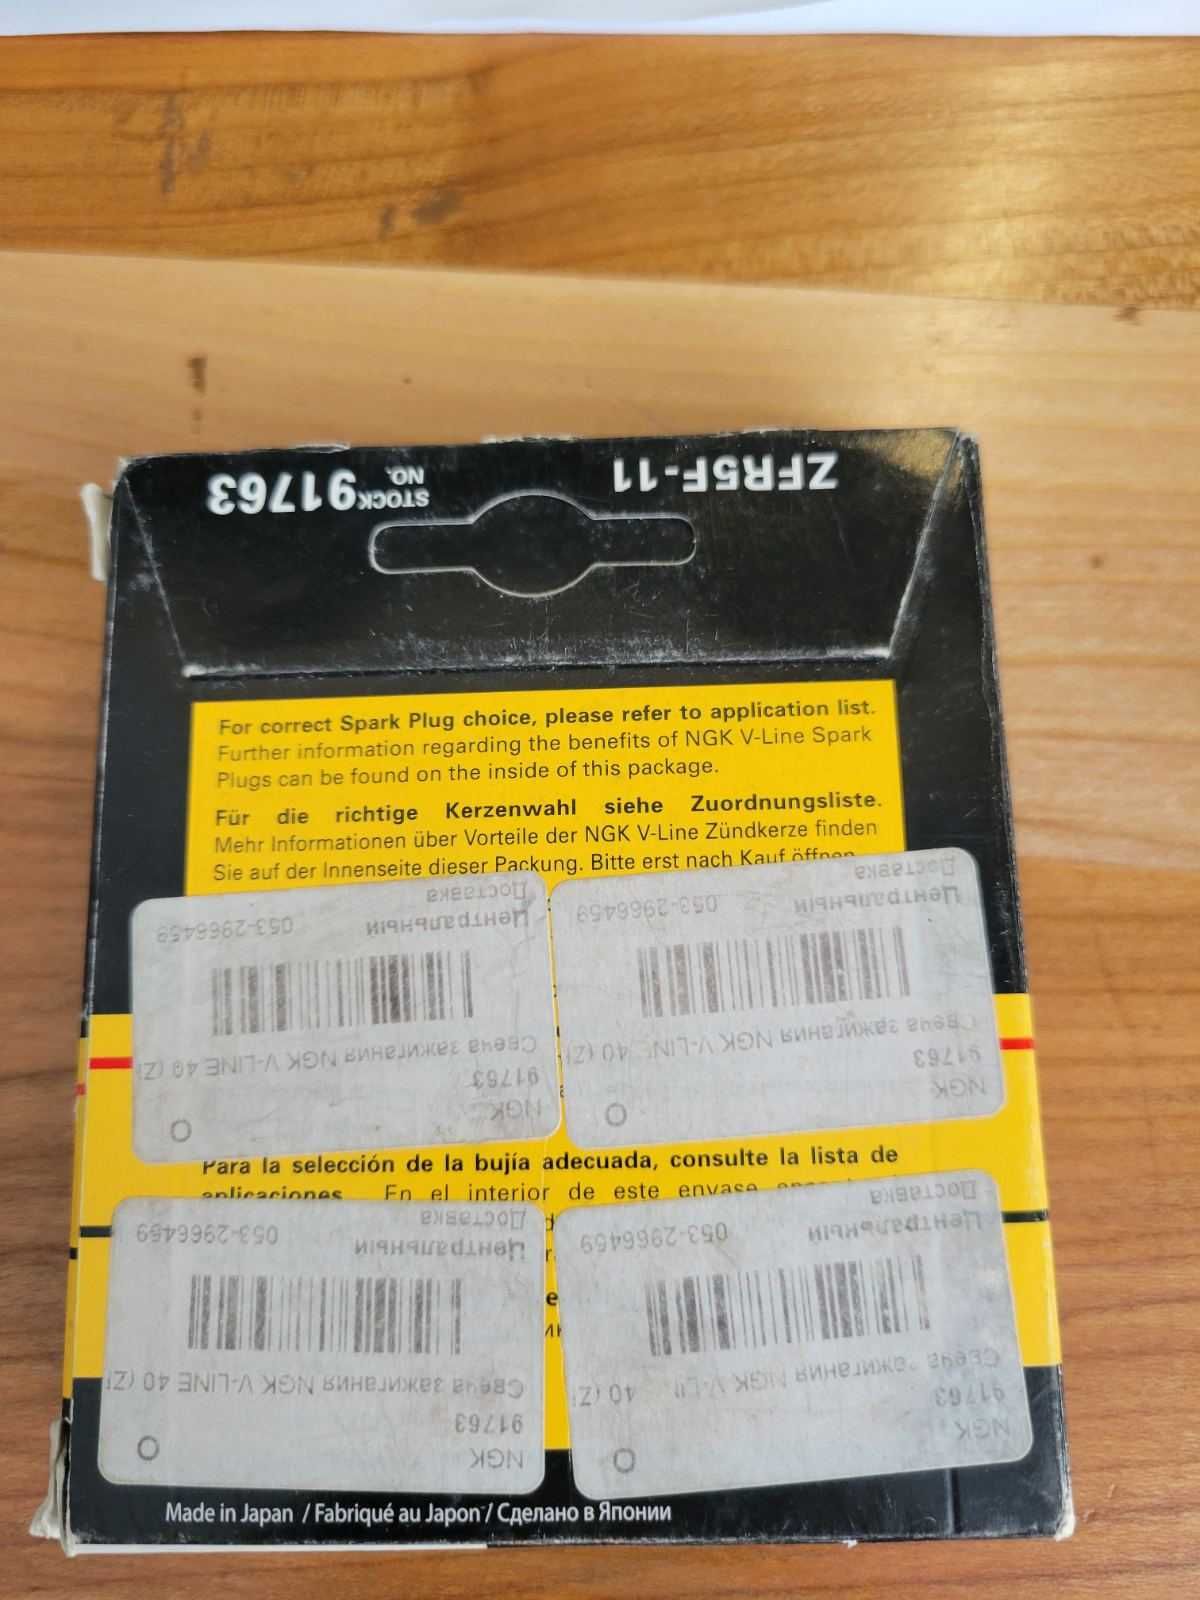 ZFR5F-11
STOCK NO. 91763
For correct Spark Plug choice, please refer to application list.
Further information regarding the benefits of NGK V-Line Spark
Plugs can be found on the inside of this package.
Für die richtige Kerzenwahl siehe Zuordnungsliste.
Mehr Informationen über Vorteile der NGK V-Line Zündkerze finden
Sie auf der Innenseite dieser Packung. Bitte erst nach Kauf öffnen
NGK
91763
Свеча зажигания NGK V-LINE 40 (Z
Центральный 053-2966459
Доставка
NGK
91763
Свеча зажигания NGK V-LINE 40 (Z
Центральный 053-2966459
Доставка
Para la selección de la bujía adecuada, consulte la lista de
aplicaciones. En el interior de este envase
NGK
91763
Свеча зажигания NGK V-LINE 40 (Z
Центральный 053-2966459
Доставка
NGK
91763
Свеча зажигания NGK V-LI 40 (Z
Центральный 053-2966459
Доставка
Made in Japan / Fabriqué au Japon / Сделано в Японии